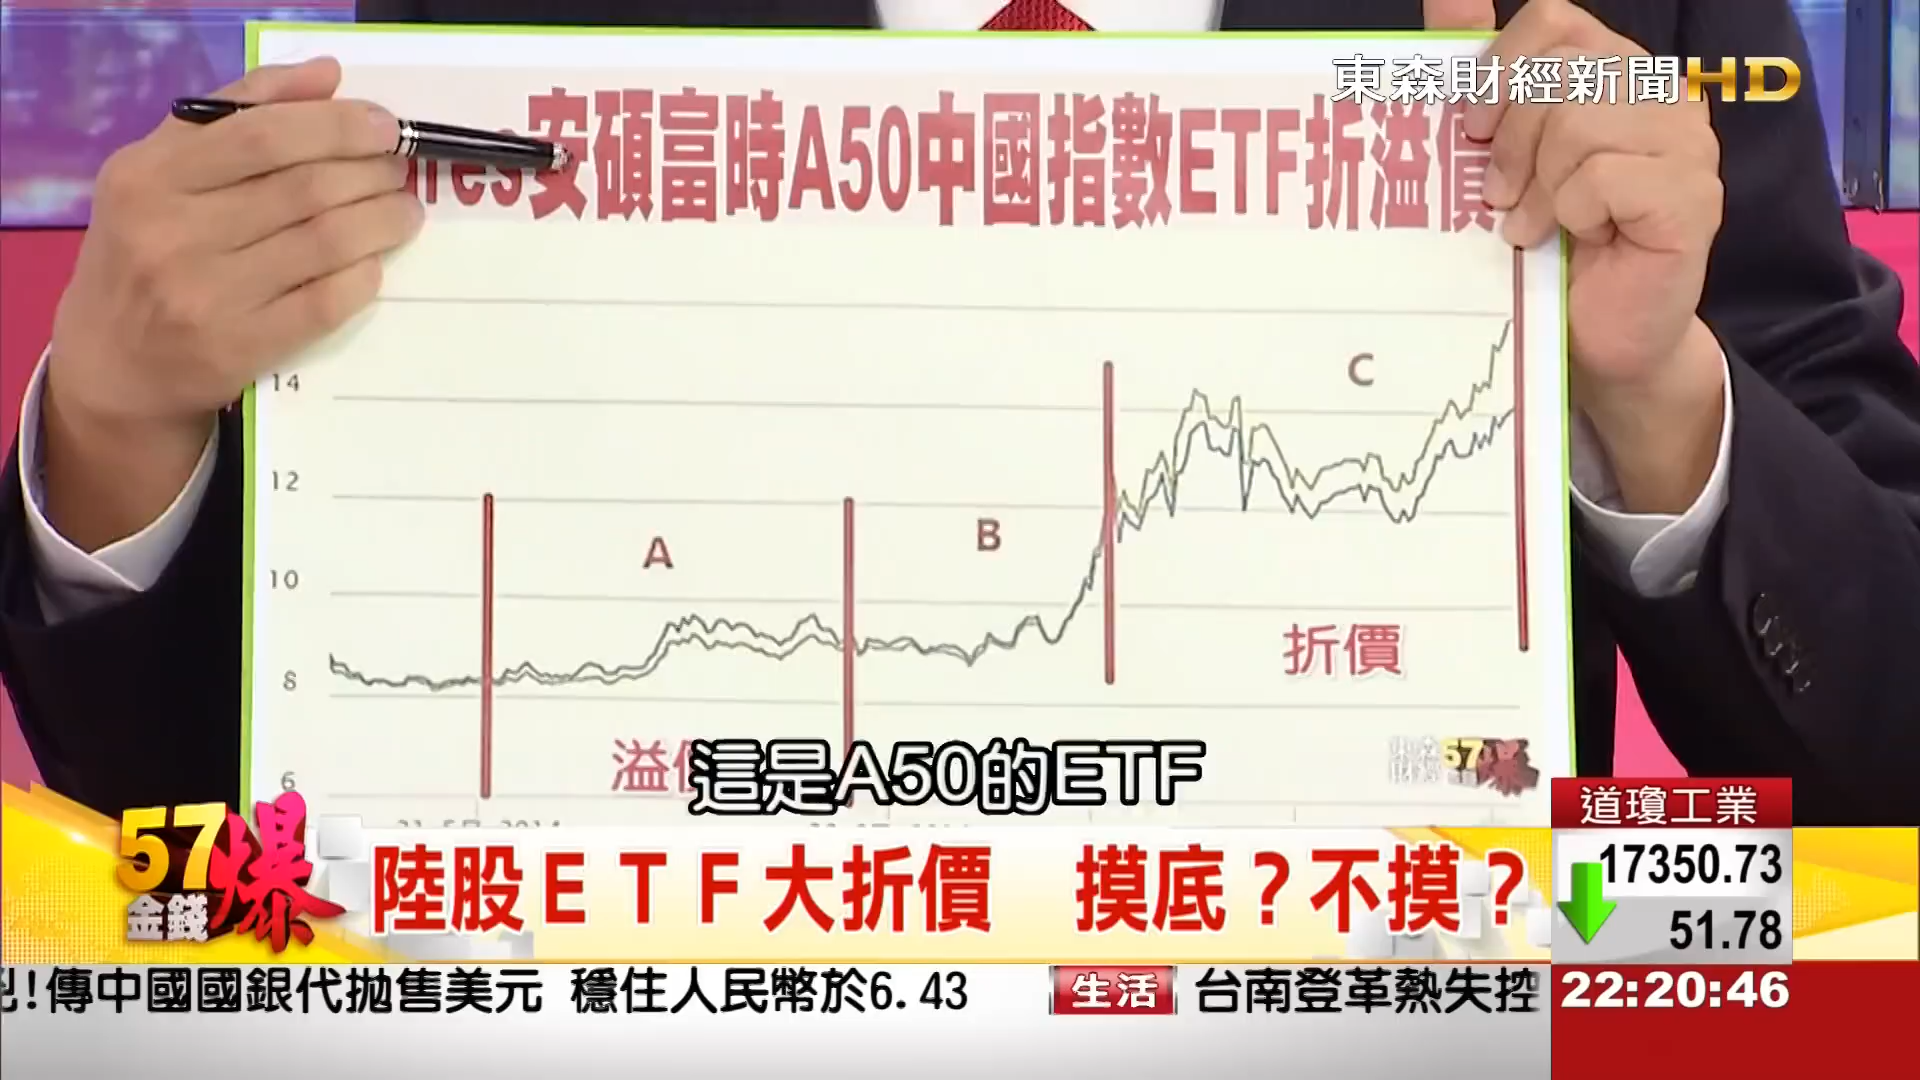 東森財經新聞HD
安碩富時A50中國指數ETF折溢價
14
12
10
8
6
A
B
C
折價
溢價
這是A50的ETF
57
57金錢爆
陸股ETF大折價 摸底?不摸?
道瓊工業
17350.73
51.78
!傳中國國銀代拋售美元 穩住人民幣於6.43
生活 台南登革熱失控
22:20:46